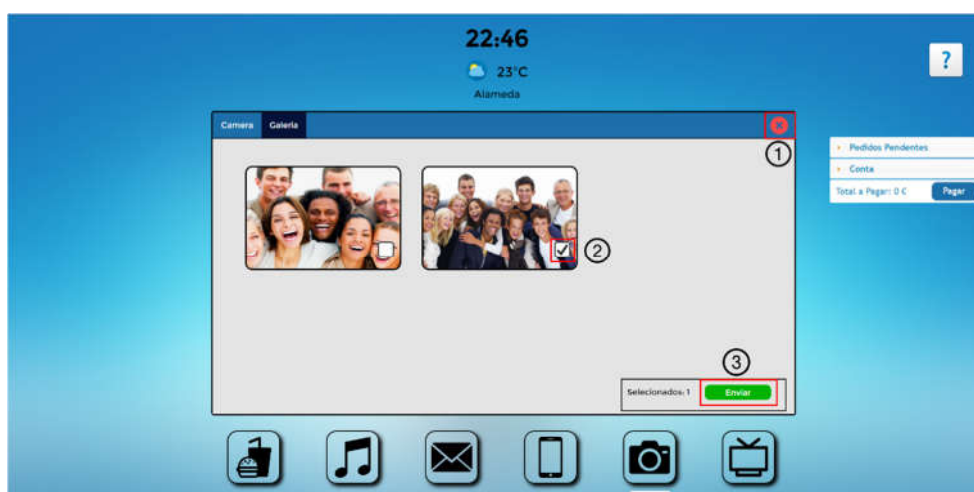 22:46
23°C
Alameda
?
Camera Galeria
1
Pedidos Pendentes
Conta
Total a Pagar: 0 € Pagar
2
3
Selecionados: 1 Enviar